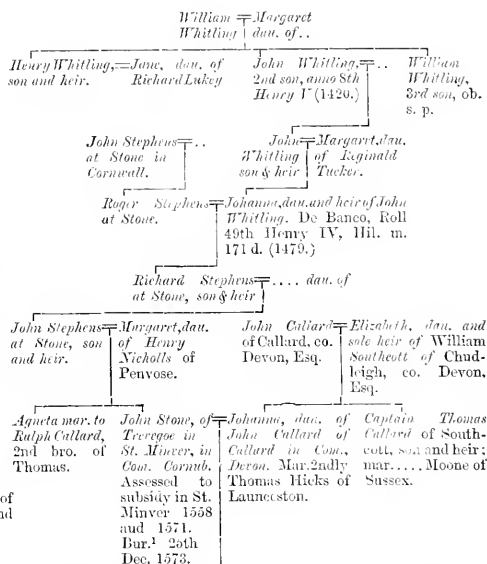 William = Margaret
Whitling dau. of..
Henry Whitling, = Jane, dau. of
son and heir. Richard Lukey
John Whitling, = ..
2nd son, anno 8th
Henry V (1420.)
William
Whitling,
3rd son, ob.
s. p.
John Stephens = ..
at Stone in
Cornwall.
John = Margaret, dau.
Whitling of Reginald
son & heir Tucker.
Roger Stephens = Johanna, dau. and heir of John
at Stone. Whitling. De Banco, Roll
49th Henry IV, Hil. m.
171 d. (1479.)
Richard Stephens = .... dau. of
at Stone, son & heir
John Stephens = Margaret, dau.
at Stone, son of Henry
and heir. Nicholls of
Penvose.
John Callard = Elizabeth, dau. and
of Callard, co. sole heir of William
Devon, Esq. Southcott of Chud-
leigh, co. Devon,
Esq.
Agneta mar. to
Ralph Callard,
2nd bro. of
Thomas.
John Stone, of = Johanna, dau. of
Trevegoe in John Callard of
St. Minver, in Callard in Com.,
Com. Cornub. Devon. Mar. 2ndly
Assessed to Thomas Hicks of
subsidy in St. Launceston.
Minver 1558
and 1571.
Bur.¹ 25th
Dec. 1573.
Captain Thomas
Callard of South-
cott, son and heir;
mar..... Moone of
Sussex.
of
nd